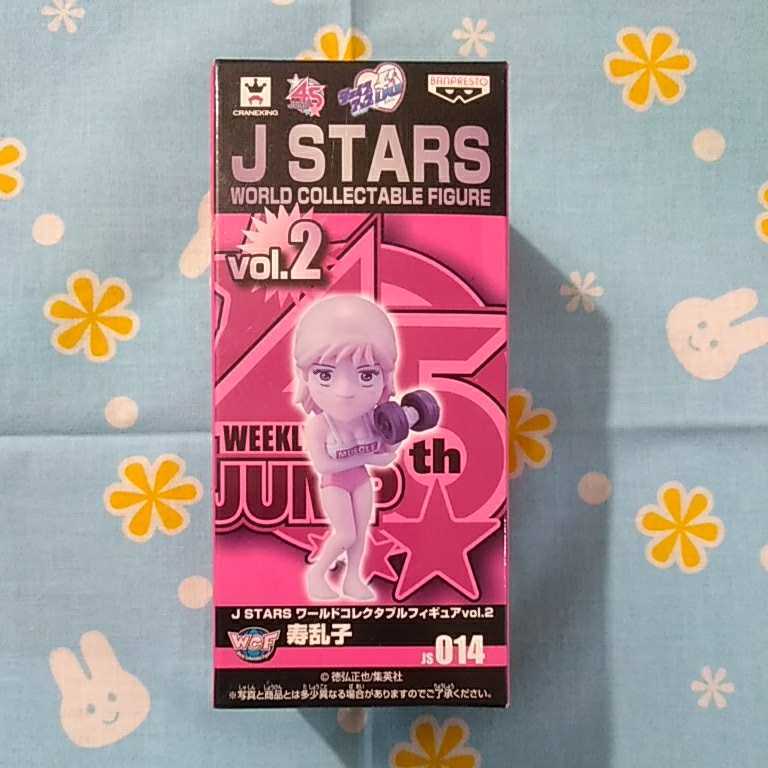 CRANEKING
45
JUMP
BANPRESTO
J STARS
WORLD COLLECTABLE FIGURE
vol.2
MUSCLE
WEEKL
JUMP
th
J STARS ワールドコレクタブルフィギュアvol.2
WCF
寿乱子
JS014
© 徳弘正也/集英社
※写真と商品とは多少異なる場合がありますのでご了承ください。